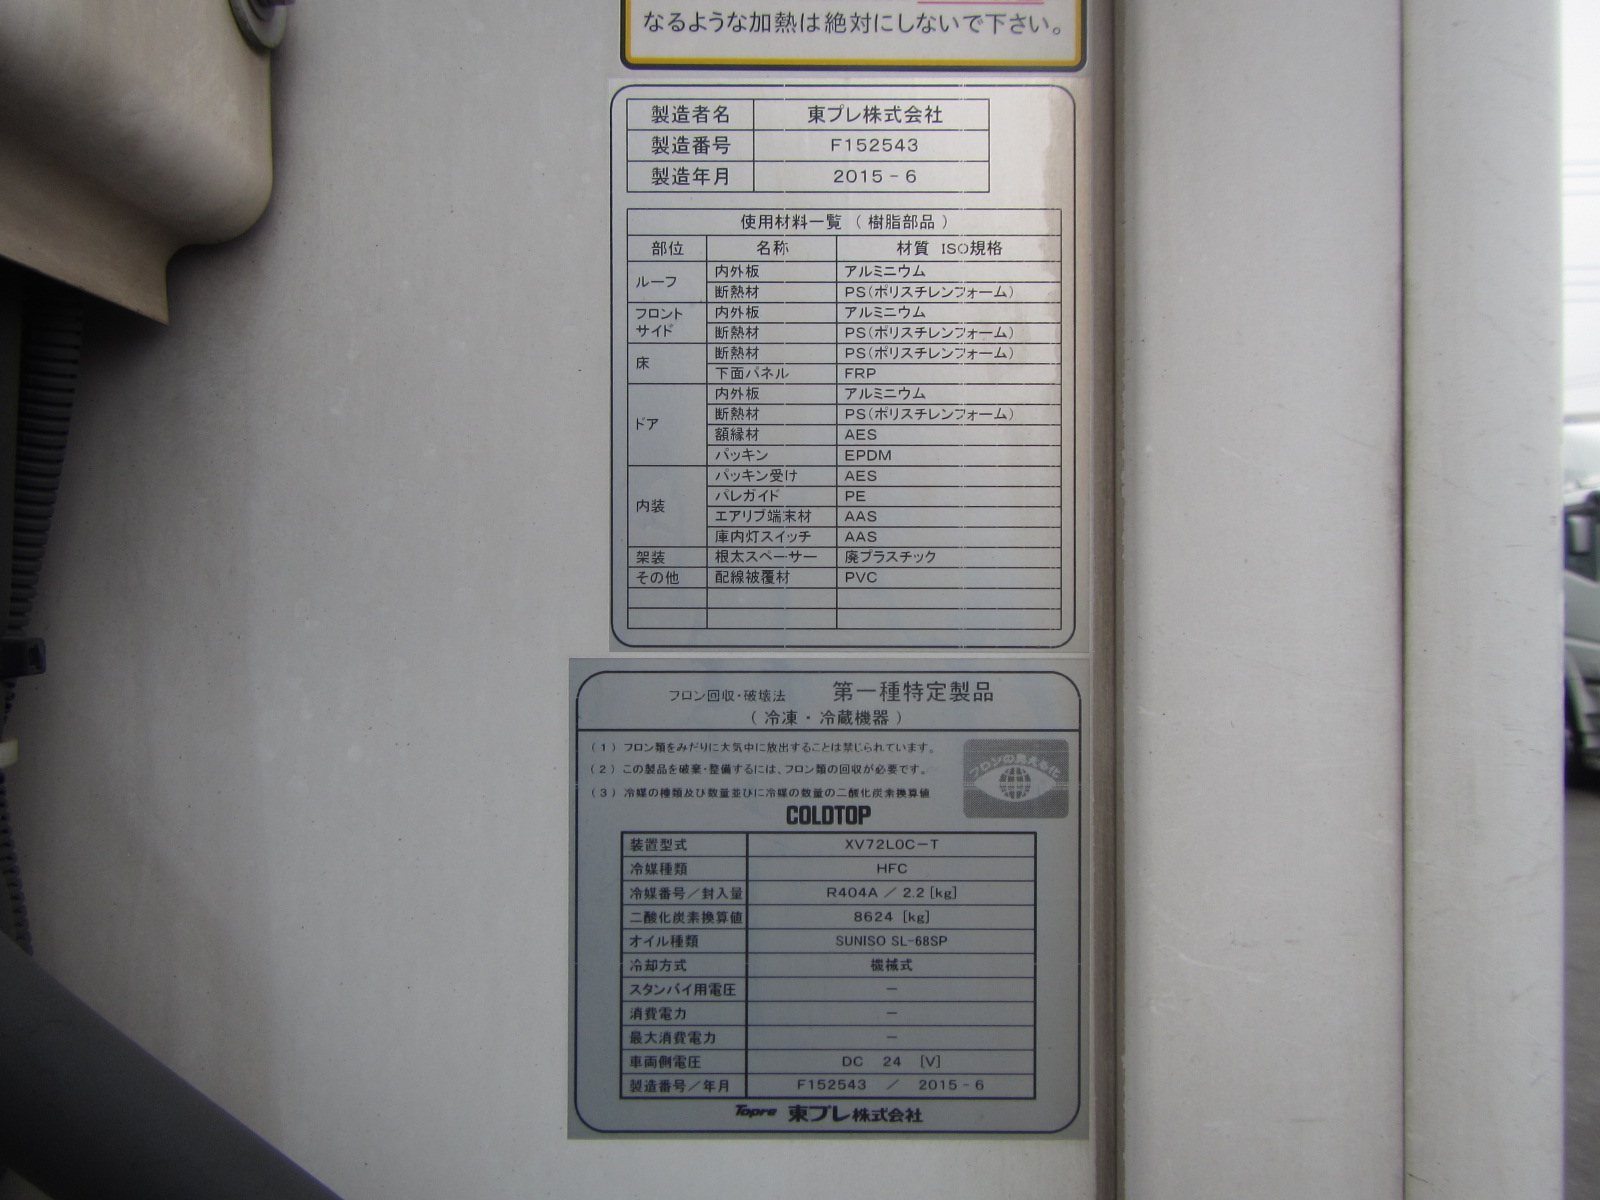 なるような加熱は絶対にしないで下さい。
製造者名 東プレ株式会社
製造番号 F152543
製造年月 2015-6
使用材料一覧（樹脂部品）
部位 名称 材質 ISO規格
ルーフ 内外板 アルミニウム
断熱材 PS(ポリスチレンフォーム)
フロント サイド 内外板 アルミニウム
断熱材 PS(ポリスチレンフォーム)
床 断熱材 PS(ポリスチレンフォーム)
下面パネル FRP
ドア 内外板 アルミニウム
断熱材 PS(ポリスチレンフォーム)
額縁材 AES
パッキン EPDM
内装 パッキン受け AES
パレガイド PE
エアリブ端末材 AAS
庫内灯スイッチ AAS
架装 根太スペーサー 廃プラスチック
その他 配線被覆材 PVC
フロン回収・破壊法 第一種特定製品
（冷凍・冷蔵機器）
(1) フロン類をみだりに大気中に放出することは禁じられています。
(2) この製品を破棄・整備するには、フロン類の回収が必要です。
(3) 冷媒の種類及び数量並びに冷媒の数量の二酸化炭素換算値
フロンの見える化
COLDTOP
装置型式 XV72L0C-T
冷媒種類 HFC
冷媒番号／封入量 R404A ／ 2.2 [kg]
二酸化炭素換算値 8624 [kg]
オイル種類 SUNISO SL-68SP
冷却方式 機械式
スタンバイ用電圧 －
消費電力 －
最大消費電力 －
車両側電圧 DC 24 [V]
製造番号／年月 F152543 ／ 2015-6
Topre 東プレ株式会社